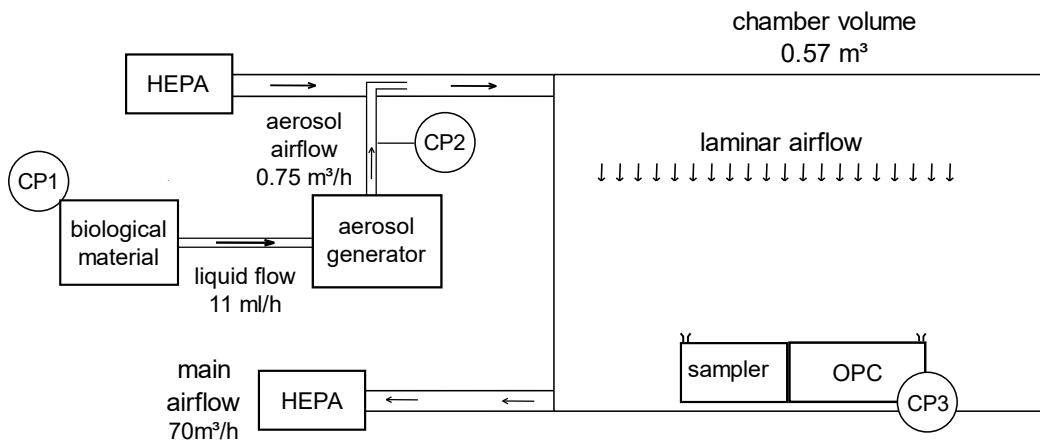 chamber volume
0.57 m³
HEPA
aerosol
airflow
0.75 m³/h
CP2
laminar airflow
CP1
biological
material
aerosol
generator
liquid flow
11 ml/h
sampler
OPC
CP3
main
airflow
70m³/h
HEPA